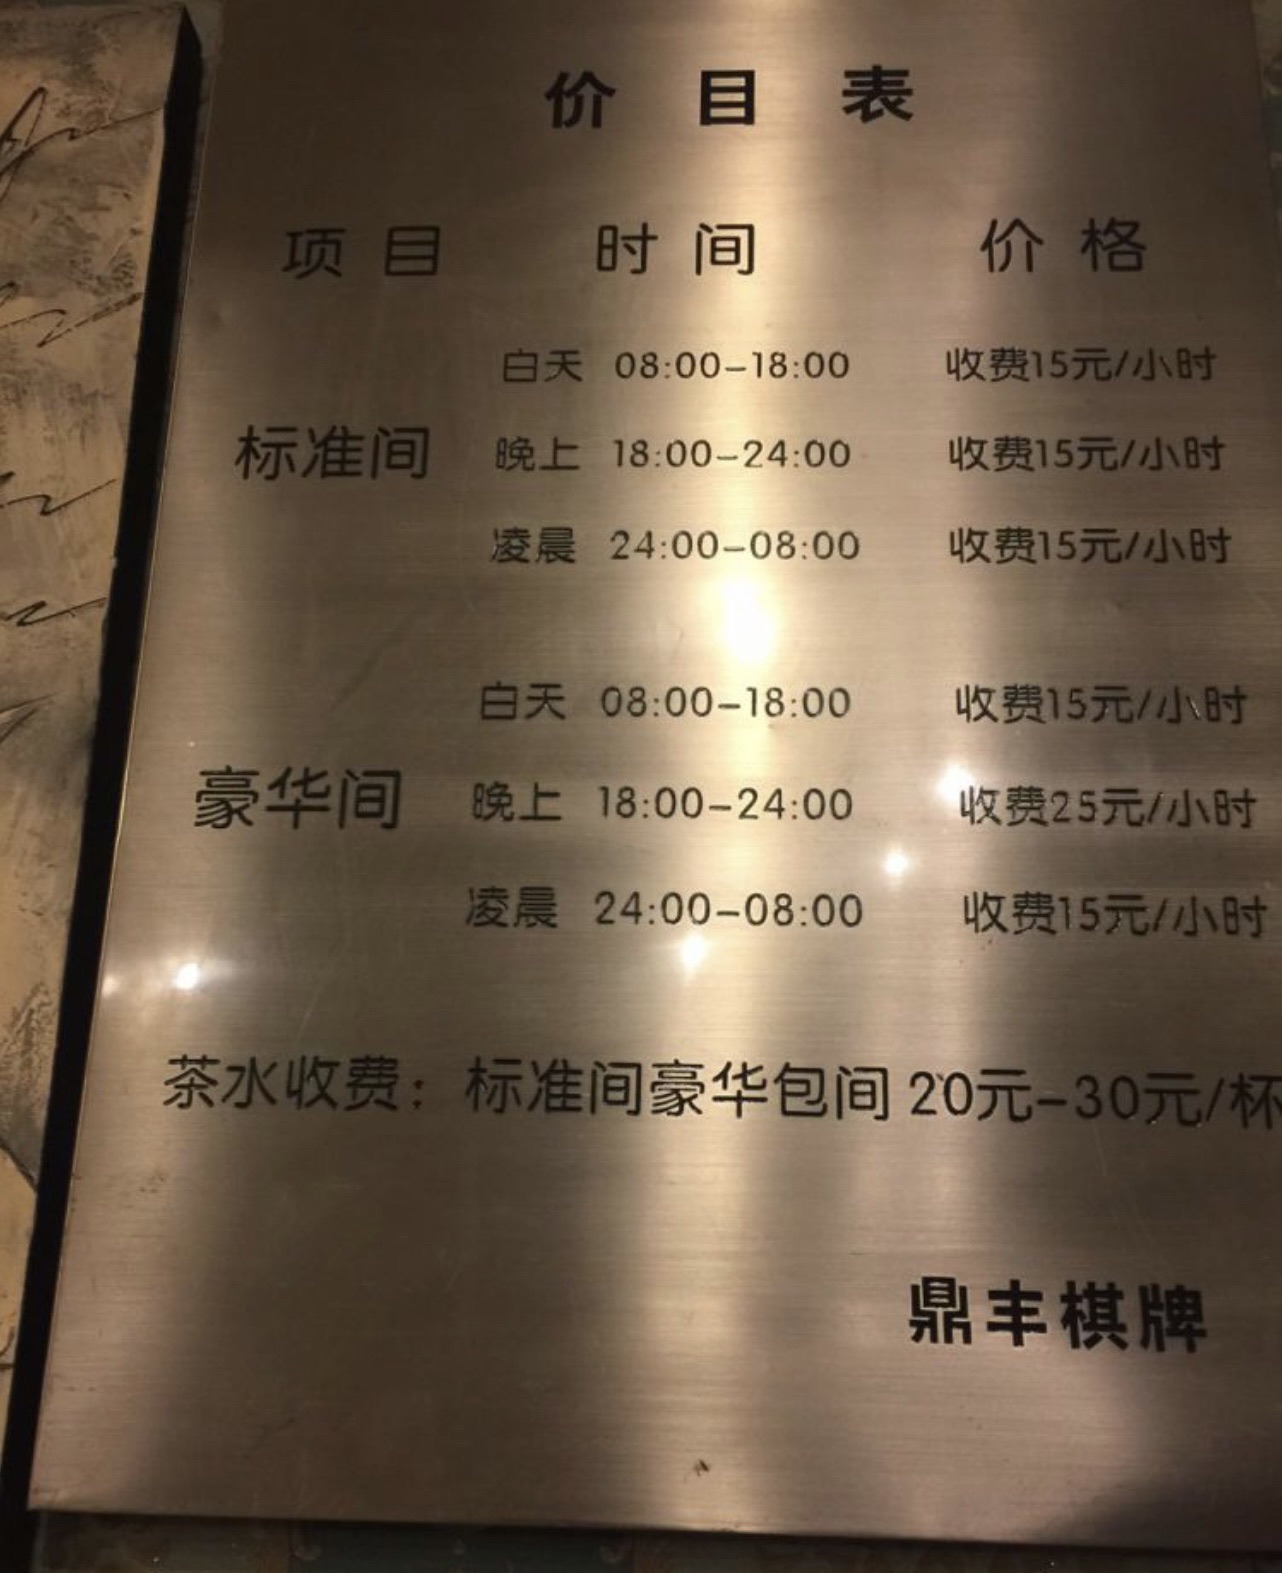 价目表
项目 时间 价格
白天 08:00-18:00 收费15元/小时
标准间 晚上 18:00-24:00 收费15元/小时
凌晨 24:00-08:00 收费15元/小时
白天 08:00-18:00 收费15元/小时
豪华间 晚上 18:00-24:00 收费25元/小时
凌晨 24:00-08:00 收费15元/小时
茶水收费：标准间豪华包间 20元-30元/杯
鼎丰棋牌